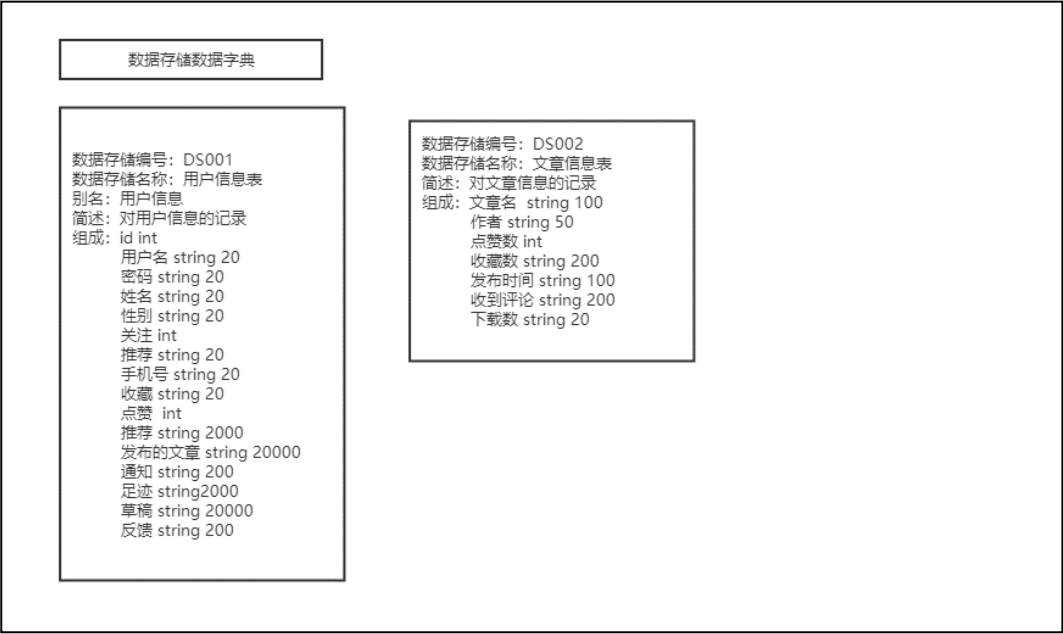 数据存储数据字典
数据存储编号：DS001
数据存储名称：用户信息表
别名：用户信息
简述：对用户信息的记录
组成：id int
用户名 string 20
密码 string 20
姓名 string 20
性别 string 20
关注 int
推荐 string 20
手机号 string 20
收藏 string 20
点赞  int
推荐 string 2000
发布的文章 string 20000
通知 string 200
足迹 string2000
草稿 string 20000
反馈 string 200
数据存储编号：DS002
数据存储名称：文章信息表
简述：对文章信息的记录
组成：文章名  string 100
作者 string 50
点赞数 int
收藏数 string 200
发布时间 string 100
收到评论 string 200
下载数 string 20